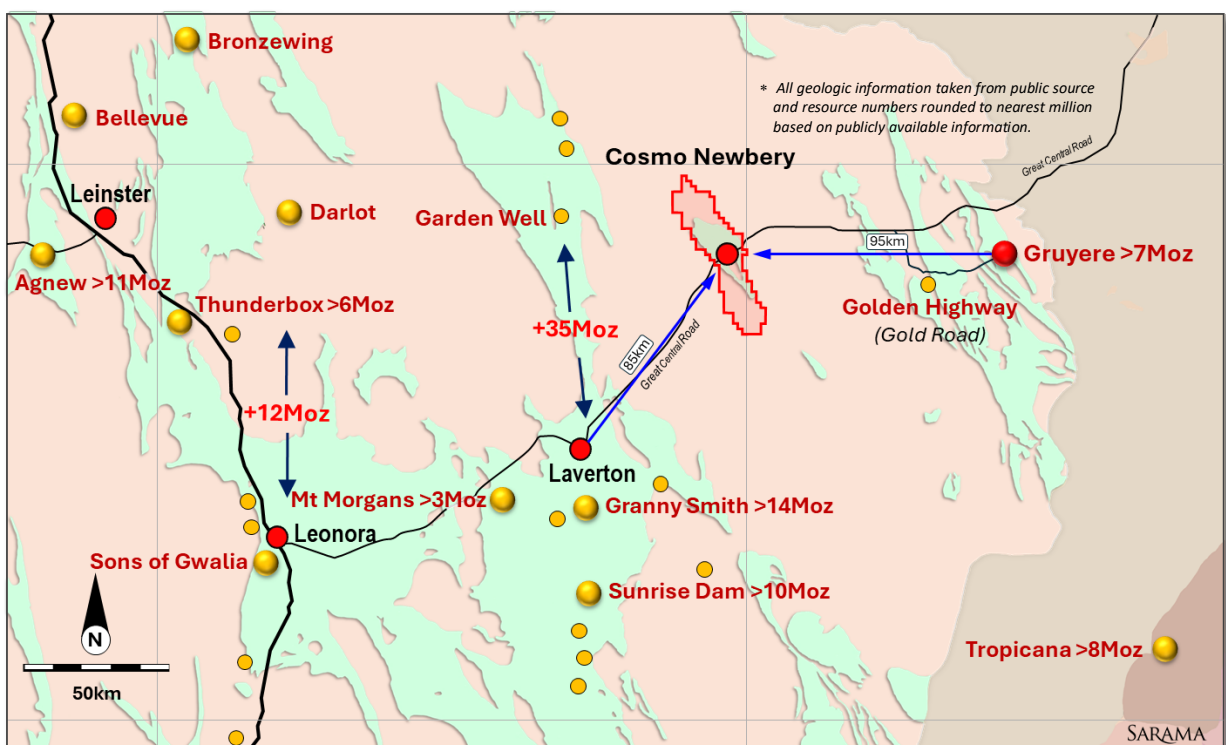 Bronzewing
* All geologic information taken from public source
and resource numbers rounded to nearest million
based on publicly available information.
Bellevue
Great Central Road
Cosmo Newbery
Leinster
Darlot
Garden Well
95km
Agnew >11Moz
Gruyere >7Moz
Thunderbox >6Moz
Golden Highway
(Gold Road)
+35Moz
85km
Great Central Road
+12Moz
Laverton
Mt Morgans >3Moz
Granny Smith >14Moz
Leonora
Sons of Gwalia
Sunrise Dam >10Moz
N
Tropicana >8Moz
50km
SARAMA